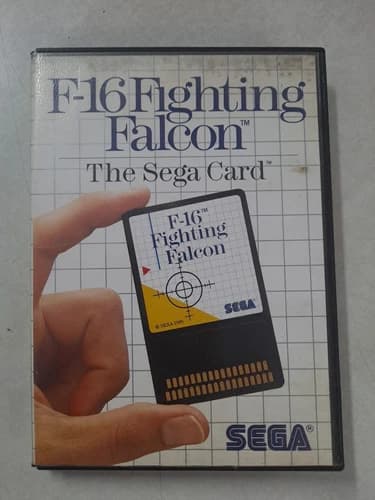 F-16 Fighting
Falcon™
The Sega Card™
F-16™
Fighting
Falcon
SEGA
SEGA